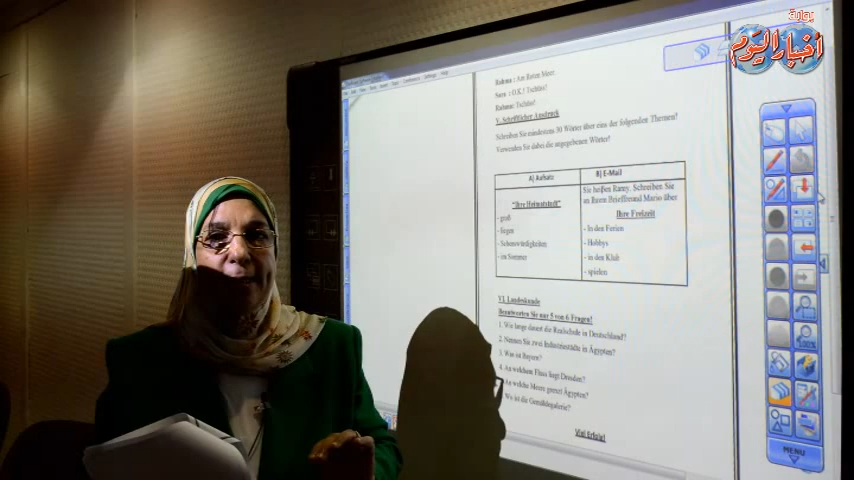 بوابة
أخبار اليوم
Rahma : Am Roten Meer.
Sara : O.K.! Tschüss!
Rahma: Tschüs!
V. Schriftlicher Ausdruck
Schreiben Sie mindestens 30 Wörter über eins der folgenden Themen!
Verwenden Sie dabei die angegebenen Wörter!
A) Aufsatz
"Ihre Heimatstadt"
- groß
- liegen
- Sehenswürdigkeiten
- im Sommer
B) E-Mail
Sie heißen Ramy. Schreiben Sie
an Ihren Brieffreund Mario über
Ihre Freizeit
- In den Ferien
- Hobbys
- in den Klub
- spielen
VI. Landeskunde
Beantworten Sie nur 5 von 6 Fragen!
1. Wie lange dauert die Realschule in Deutschland?
2. Nennen Sie zwei Industriestädte in Ägypten?
3. Was ist Bayern?
4. An welchem Fluss liegt Dresden?
An welche Meere grenzt Ägypten?
Wo ist die Gemäldegalerie?
Viel Erfolg!
100%
MENU